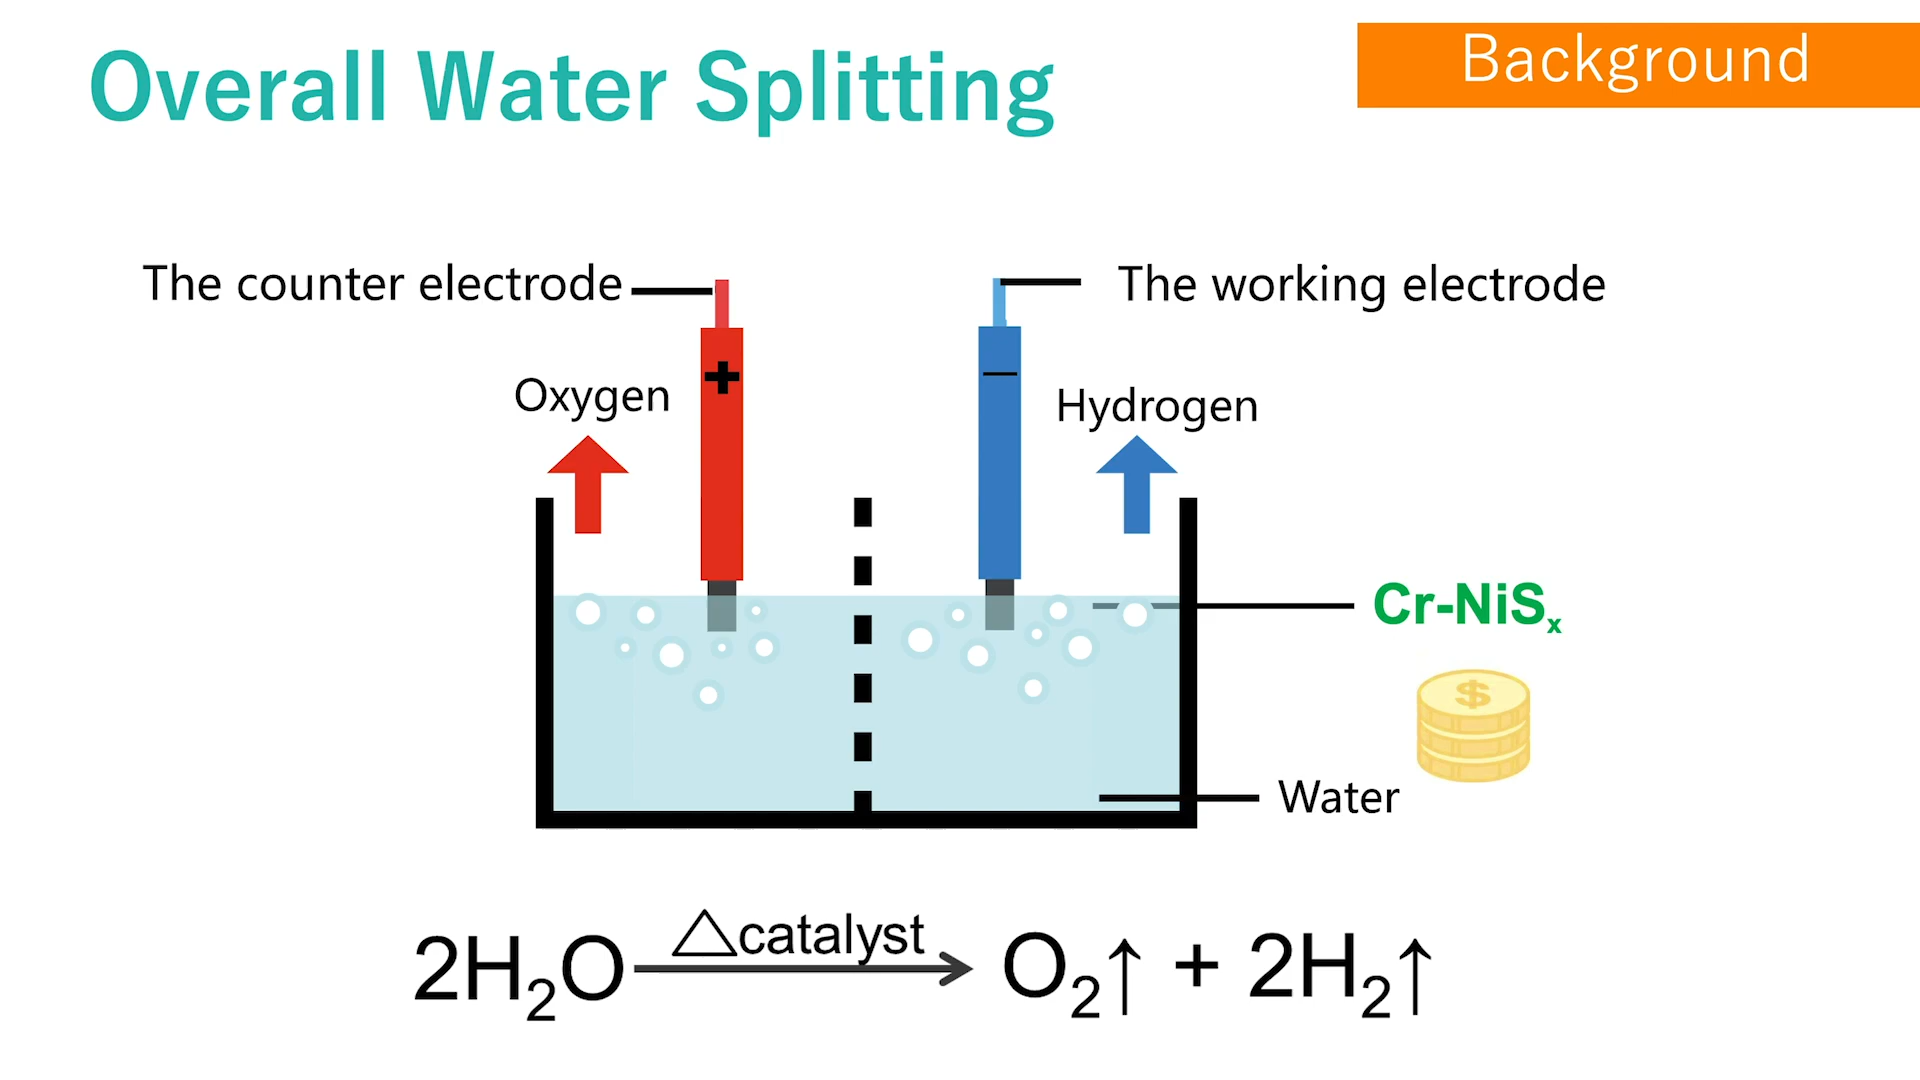 Overall Water Splitting
Background
The counter electrode
The working electrode
+
−
Oxygen
Hydrogen
Cr-NiSₓ
$
Water
2H₂O △catalyst → O₂↑ + 2H₂↑